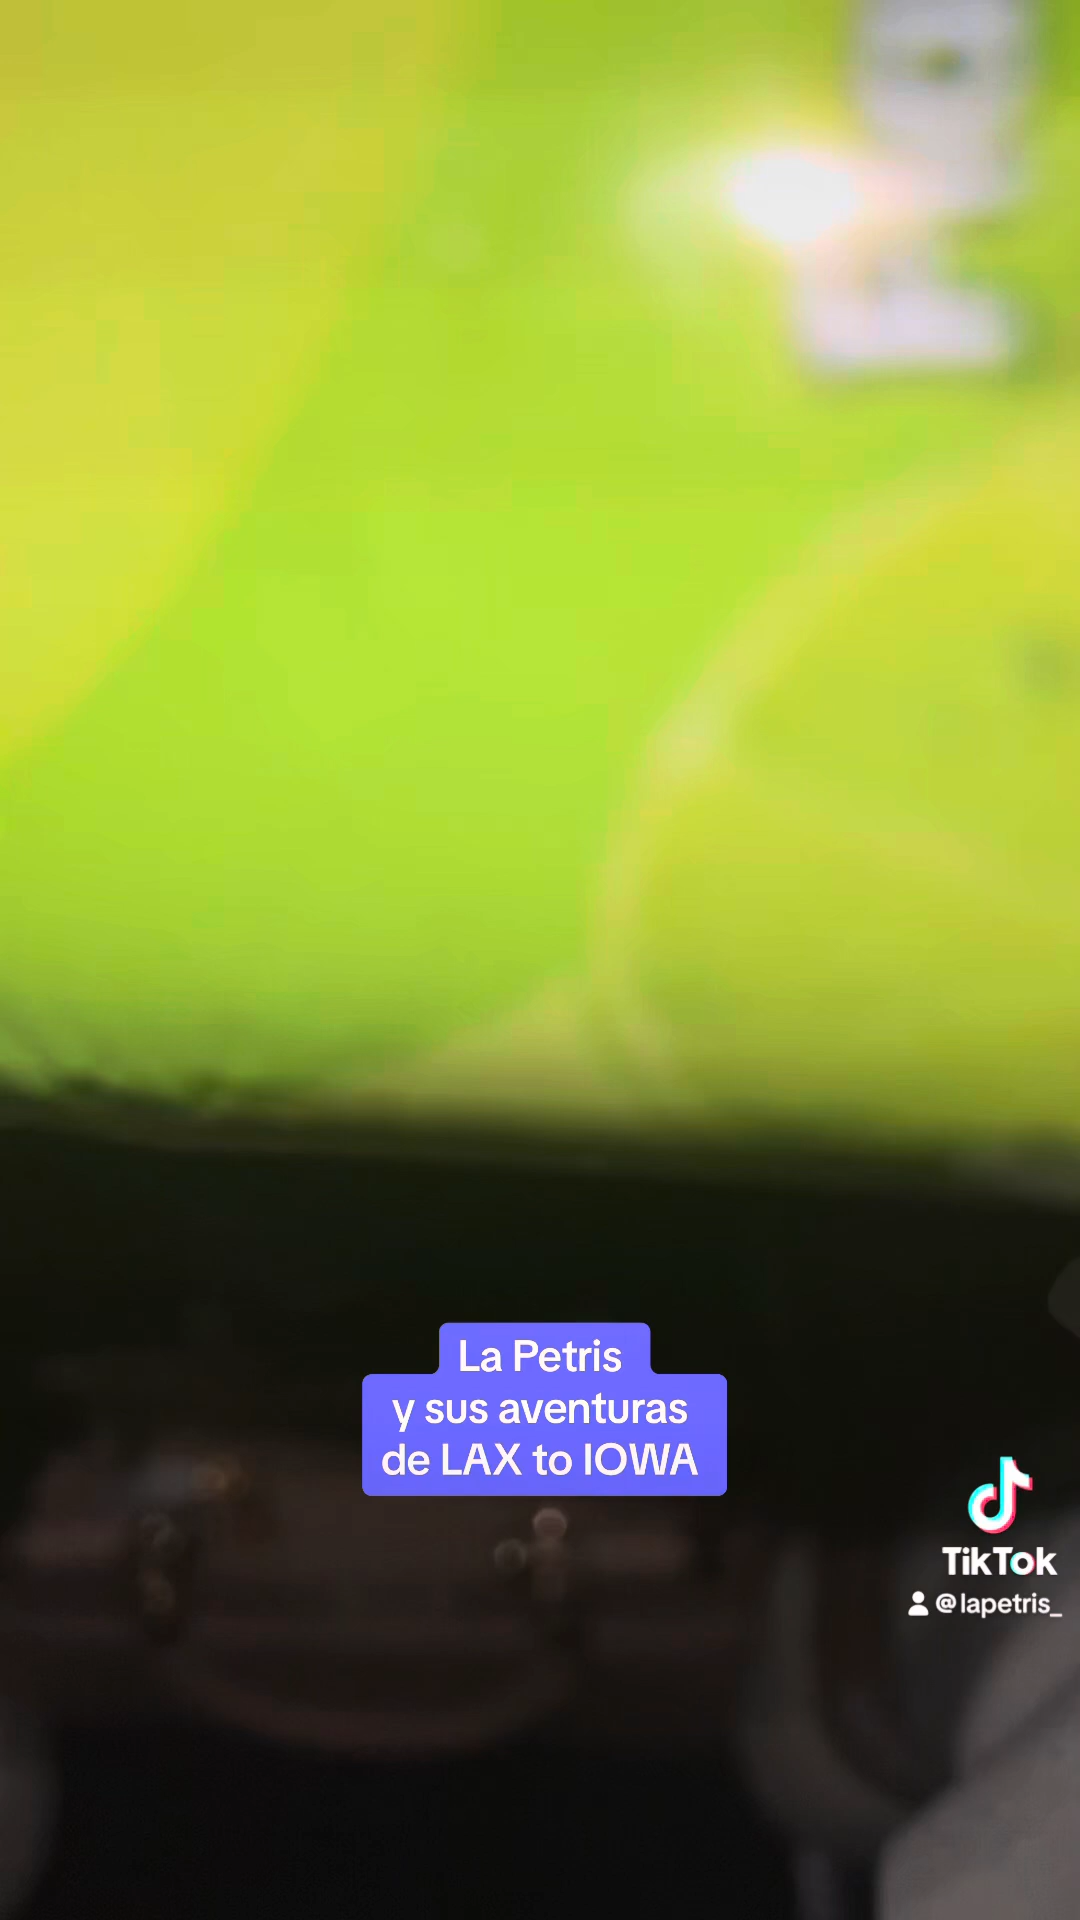 La Petris
y sus aventuras
de LAX to IOWA
TikTok
@lapetris_